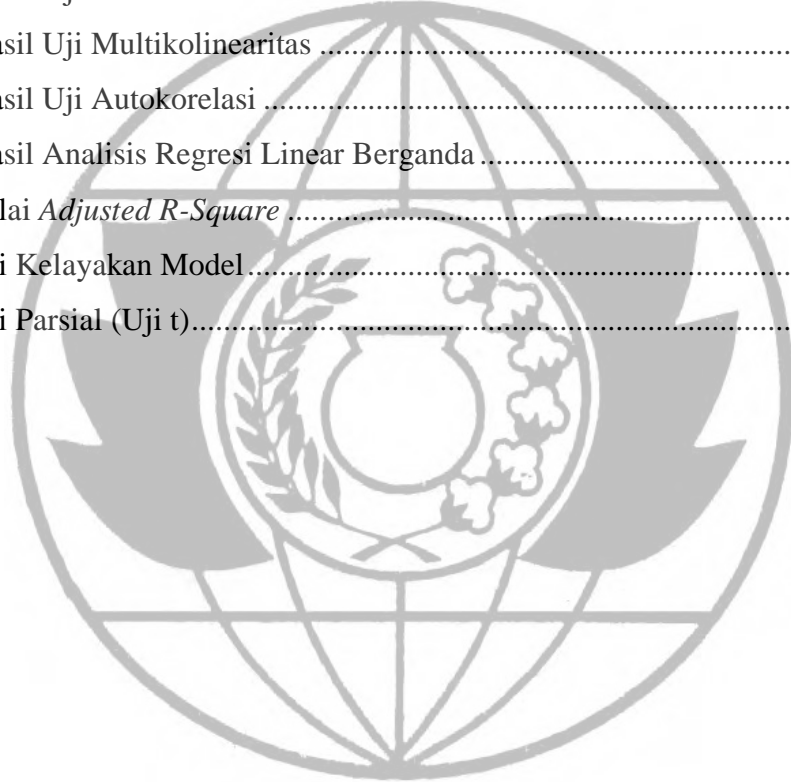 asil Uji Multikolinearitas ........................................................
asil Uji Autokorelasi ...............................................................
asil Analisis Regresi Linear Berganda ....................................
lai Adjusted R-Square ............................................................
i Kelayakan Model .................................................................
i Parsial (Uji t) ........................................................................